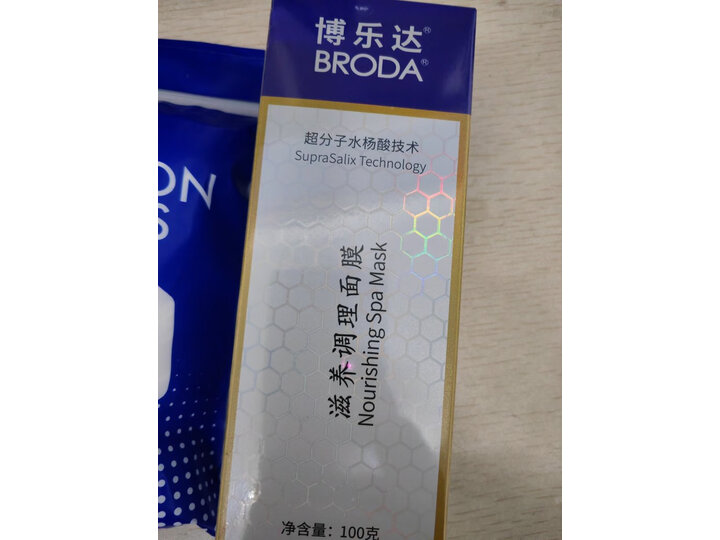 博乐达®
BRODA®
超分子水杨酸技术
SupraSalix Technology
滋养调理面膜
Nourishing Spa Mask
净含量：100克
ON
S